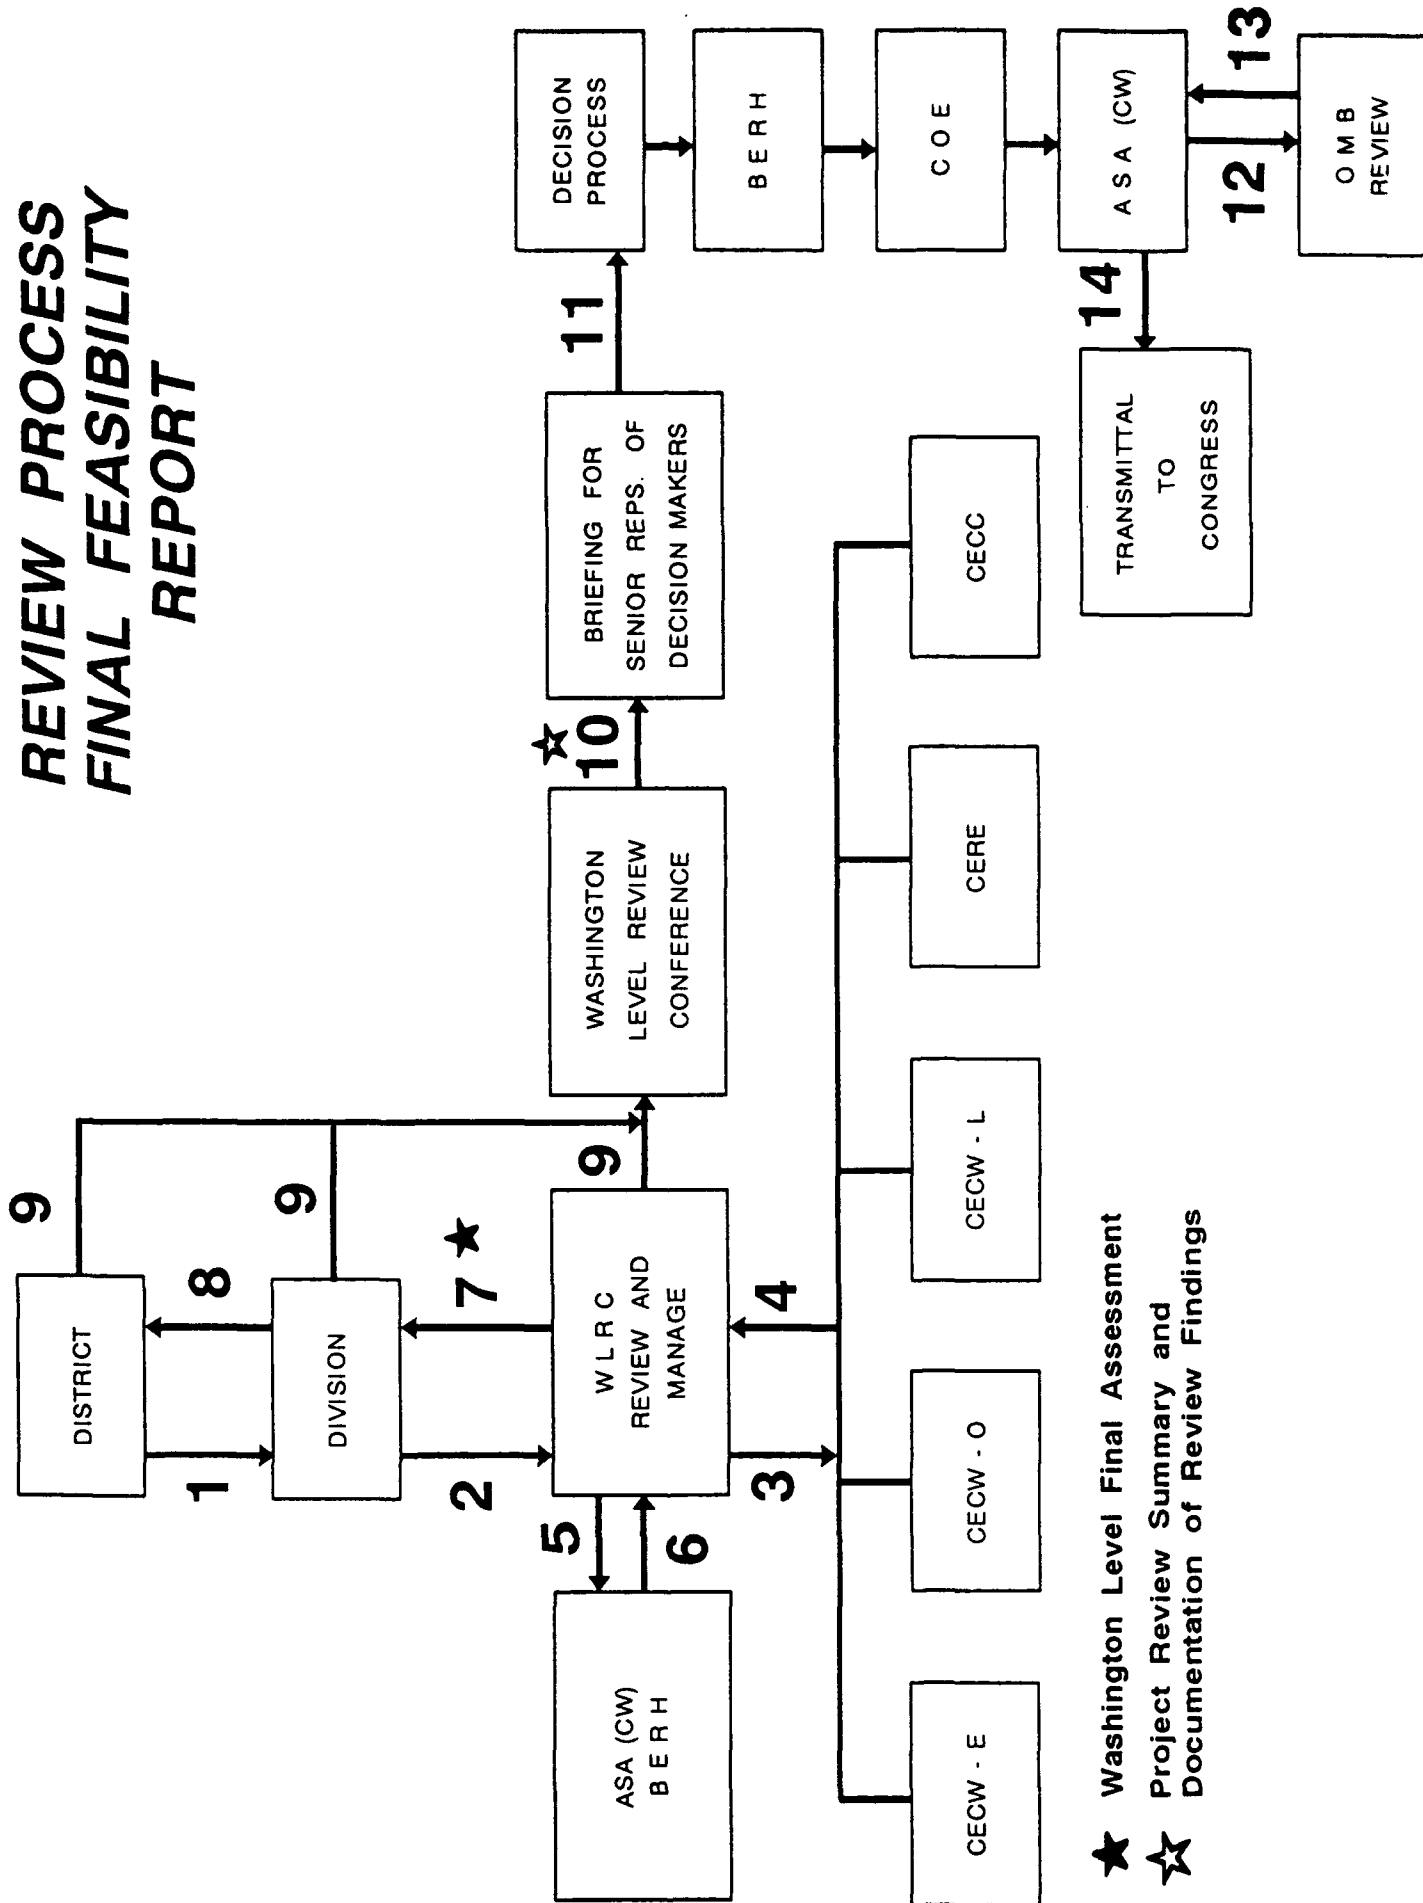 REVIEW PROCESS
FINAL FEASIBILITY
REPORT
DISTRICT
9
1
8
DIVISION
9
2
7 ★
ASA (CW)
B E R H
5
6
W L R C
REVIEW AND
MANAGE
9
WASHINGTON
LEVEL REVIEW
CONFERENCE
☆
10
BRIEFING FOR
SENIOR REPS. OF
DECISION MAKERS
11
DECISION
PROCESS
B E R H
C O E
A S A (CW)
12
13
O M B
REVIEW
14
TRANSMITTAL
TO
CONGRESS
3
4
CECW - E
CECW - O
CECW - L
CERE
CECC
★ Washington Level Final Assessment
☆ Project Review Summary and
Documentation of Review Findings